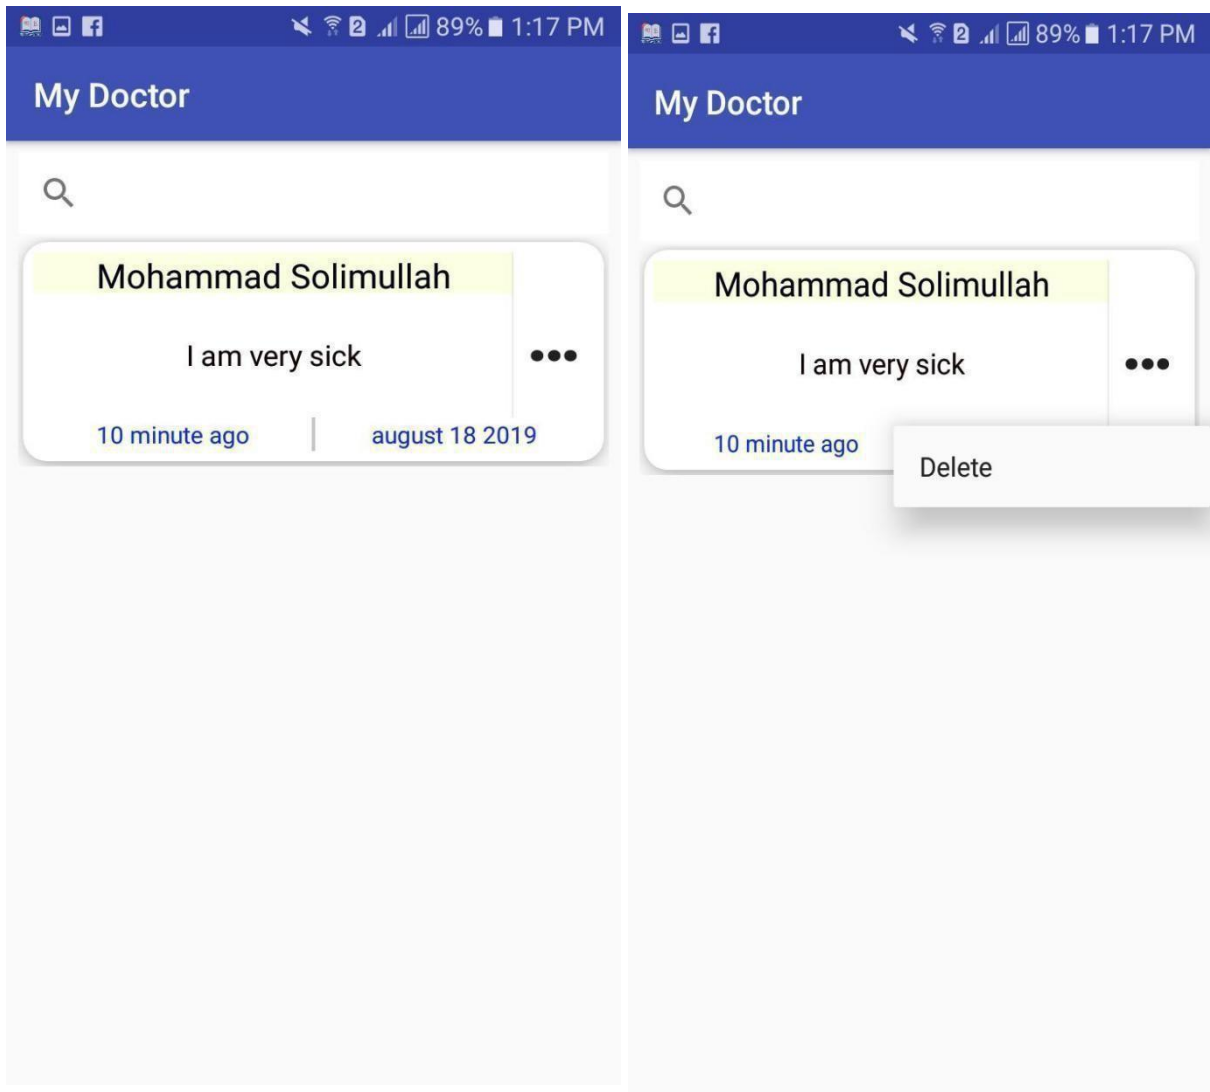 89% 1:17 PM
My Doctor
Mohammad Solimullah
I am very sick
10 minute ago
august 18 2019
89% 1:17 PM
My Doctor
Mohammad Solimullah
I am very sick
10 minute ago
Delete